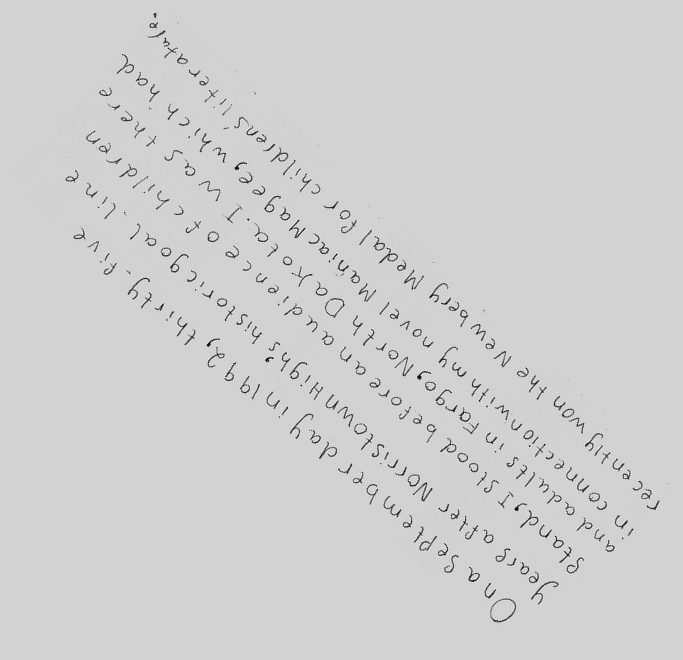 On a September day in 1992, thirty-five
years after Norristown High's historic goal-line
stand, I stood before an audience of children
and adults in Fargo, North Dakota. I was there
in connection with my novel Maniac Magee, which had
recently won the Newbery Medal for children's literature.